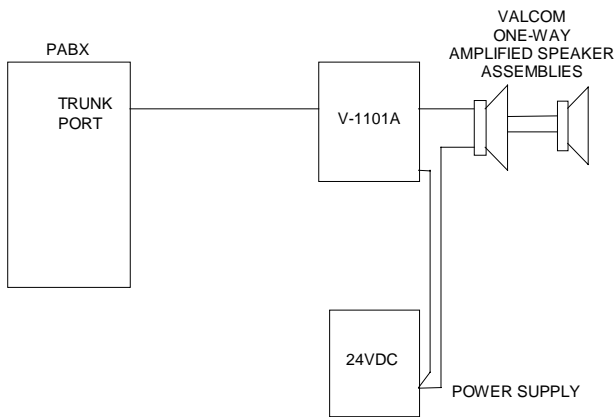 VALCOM
ONE-WAY
AMPLIFIED SPEAKER
ASSEMBLIES
PABX
TRUNK
PORT
V-1101A
24VDC
POWER SUPPLY